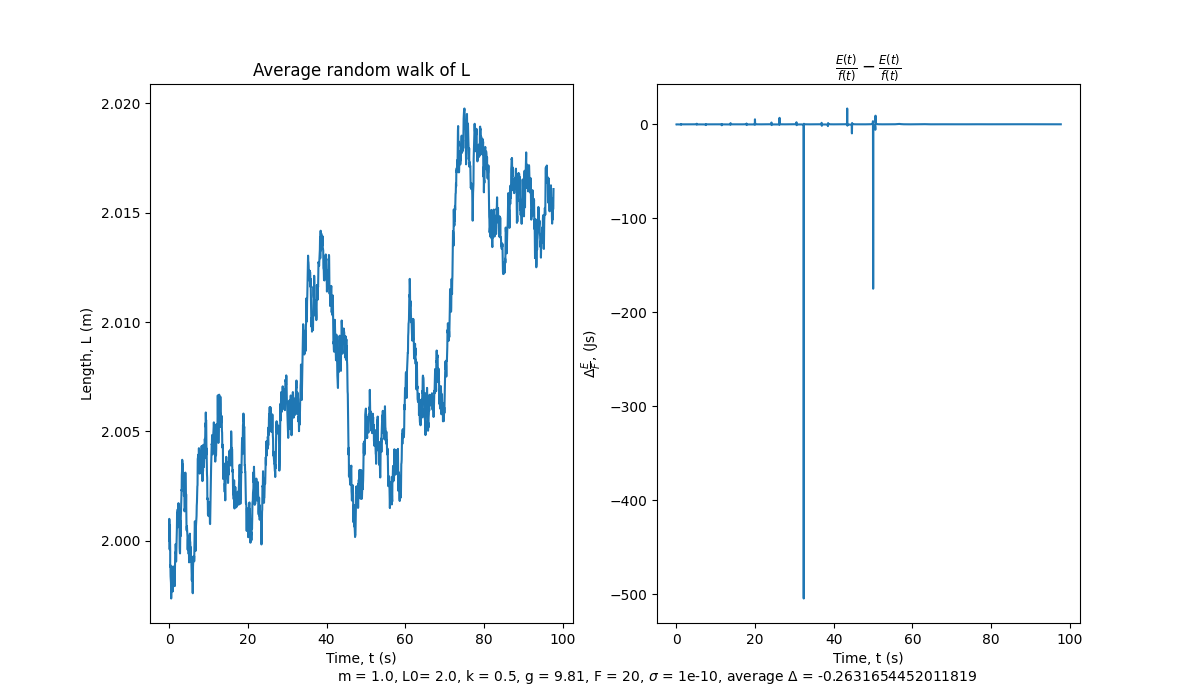 Average random walk of L
2.020
2.015
2.010
2.005
2.000
Length, L (m)
0 20 40 60 80 100
Time, t (s)
E(t)/f(t) − E(t)/f(t)
0
−100
−200
−300
−400
−500
Δ E/F, (Js)
0 20 40 60 80 100
Time, t (s)
m = 1.0, L0= 2.0, k = 0.5, g = 9.81, F = 20, σ = 1e-10, average Δ = -0.2631654452011819